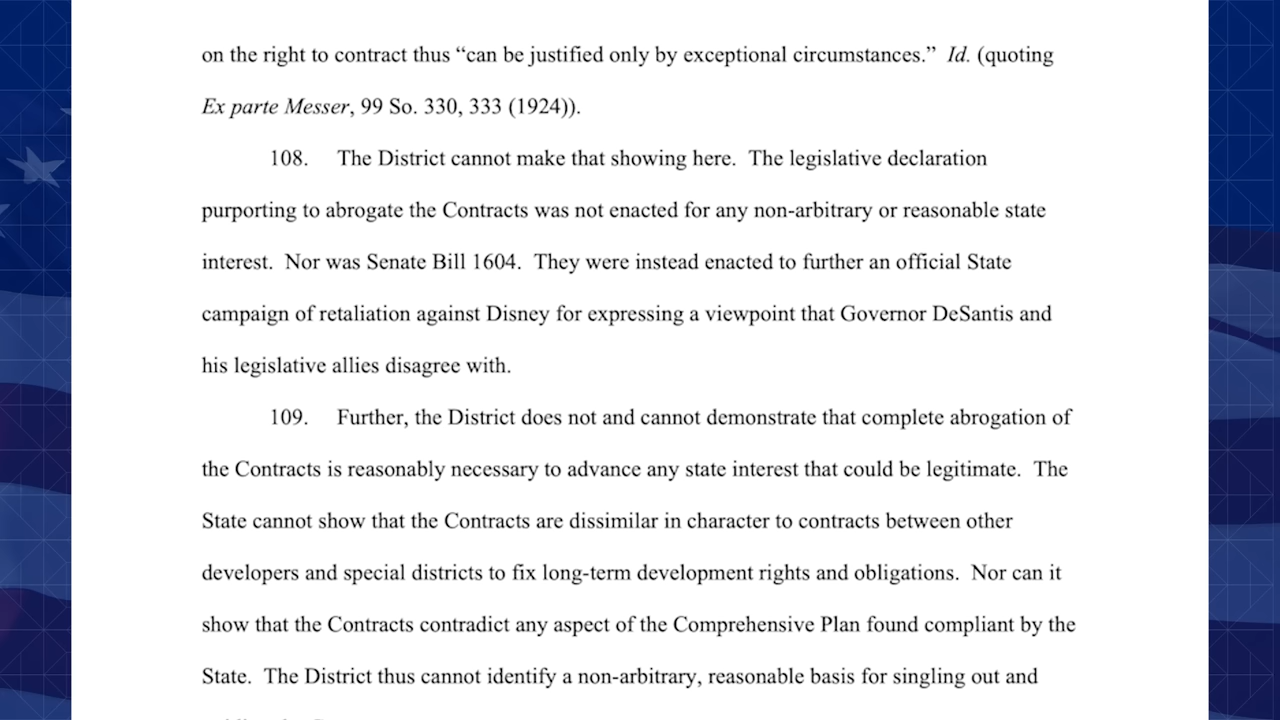 on the right to contract thus “can be justified only by exceptional circumstances.” Id. (quoting
Ex parte Messer, 99 So. 330, 333 (1924)).
108. The District cannot make that showing here. The legislative declaration
purporting to abrogate the Contracts was not enacted for any non-arbitrary or reasonable state
interest. Nor was Senate Bill 1604. They were instead enacted to further an official State
campaign of retaliation against Disney for expressing a viewpoint that Governor DeSantis and
his legislative allies disagree with.
109. Further, the District does not and cannot demonstrate that complete abrogation of
the Contracts is reasonably necessary to advance any state interest that could be legitimate. The
State cannot show that the Contracts are dissimilar in character to contracts between other
developers and special districts to fix long-term development rights and obligations. Nor can it
show that the Contracts contradict any aspect of the Comprehensive Plan found compliant by the
State. The District thus cannot identify a non-arbitrary, reasonable basis for singling out and